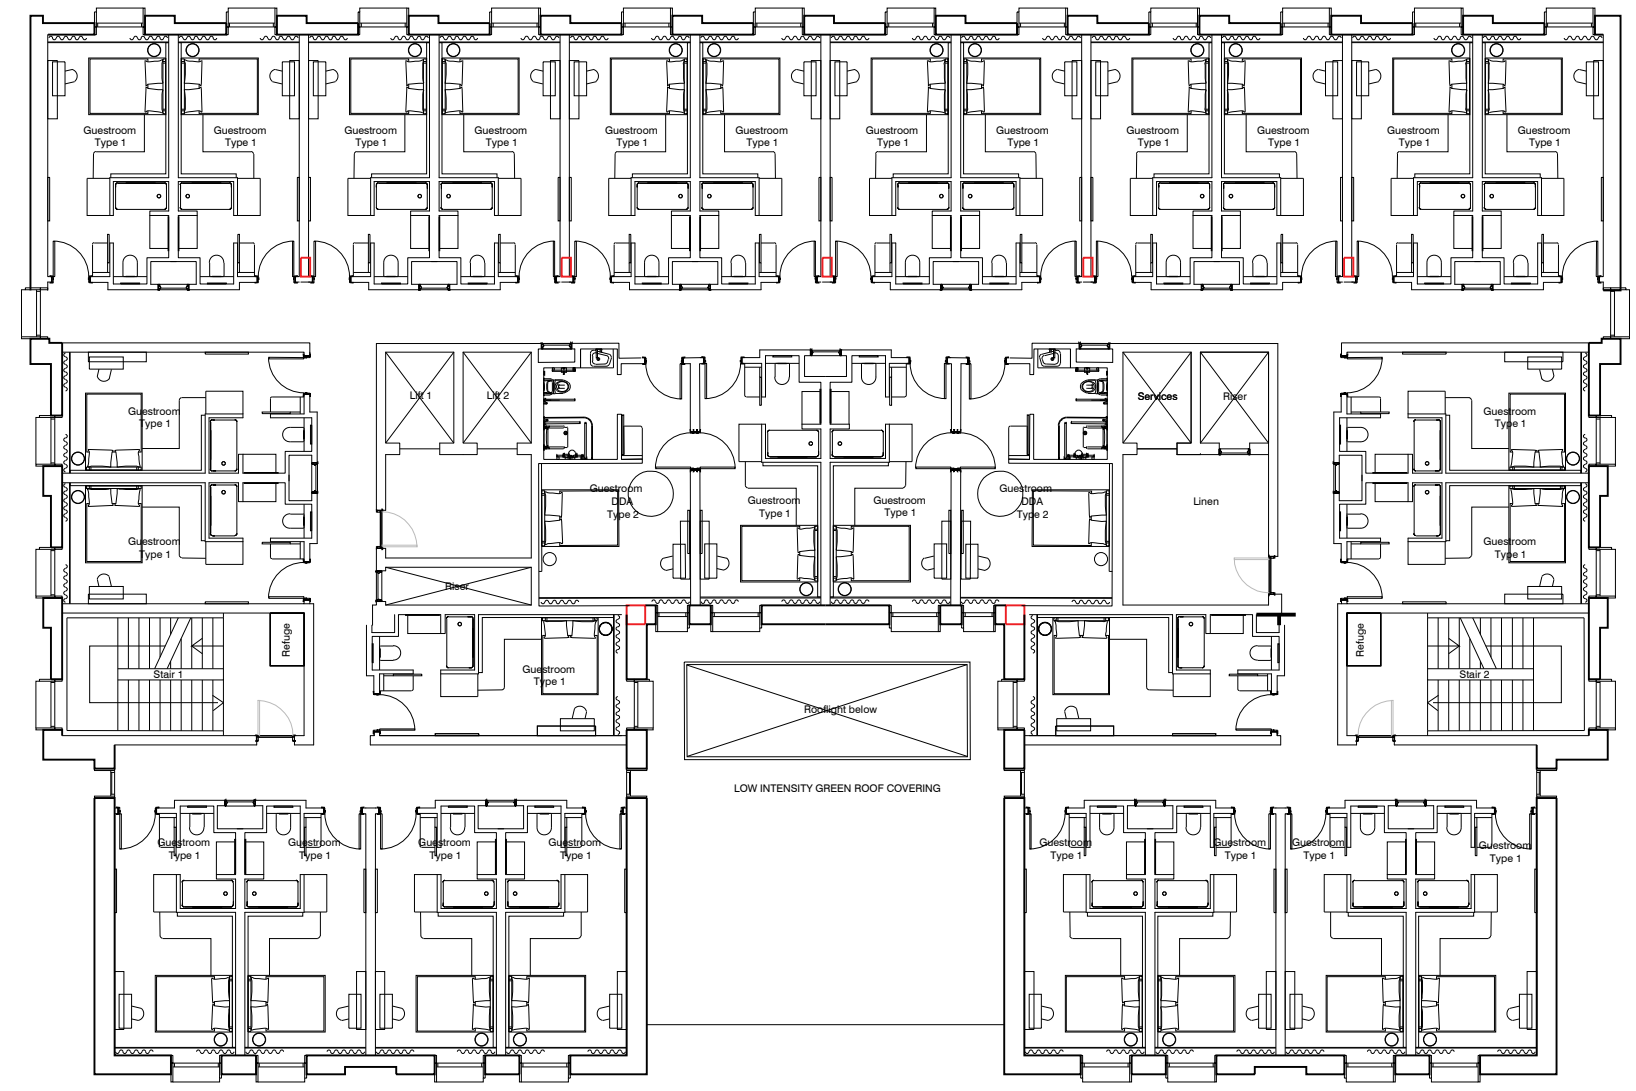 Guestroom
Type 1
Guestroom
Type 1
Guestroom
Type 1
Guestroom
Type 1
Guestroom
Type 1
Guestroom
Type 1
Guestroom
Type 1
Guestroom
Type 1
Guestroom
Type 1
Guestroom
Type 1
Guestroom
Type 1
Guestroom
Type 1
Guestroom
Type 1
Lift 1
Lift 2
Services
Riser
Guestroom
Type 1
Guestroom
DDA
Type 2
Guestroom
Type 1
Guestroom
Type 1
Guestroom
DDA
Type 2
Linen
Guestroom
Type 1
Guestroom
Type 1
Riser
Refuge
Refuge
Stair 1
Guestroom
Type 1
Stair 2
Rooflight below
LOW INTENSITY GREEN ROOF COVERING
Guestroom
Type 1
Guestroom
Type 1
Guestroom
Type 1
Guestroom
Type 1
Guestroom
Type 1
Guestroom
Type 1
Guestroom
Type 1
Guestroom
Type 1